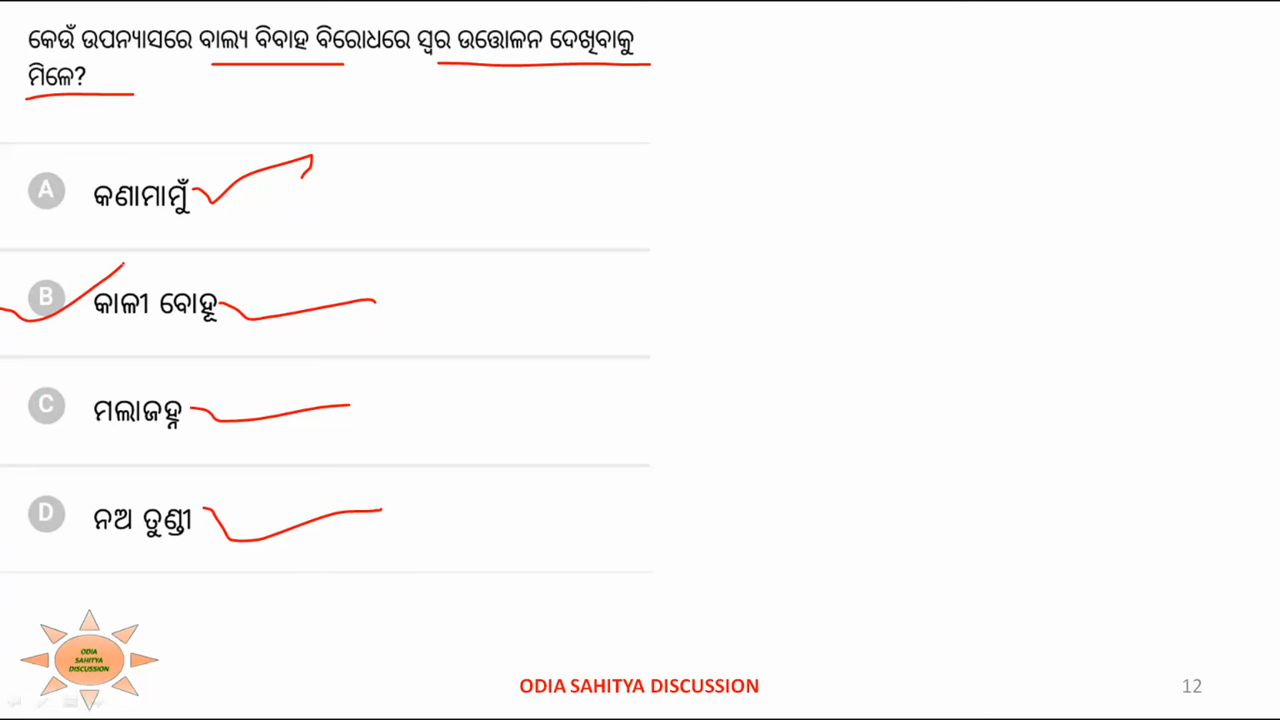 କେଉଁ ଉପନ୍ୟାସରେ ବାଲ୍ୟ ବିବାହ ବିରୋଧରେ ସ୍ୱର ଉତ୍ତୋଳନ ଦେଖିବାକୁ
ମିଳେ?
A କଣାମାମୁଁ
B କାଳୀ ବୋହୂ
C ମଲାଜହ୍ନ
D ନଅ ତୁଣ୍ଡୀ
ODIA
SAHITYA
DISCUSSION
ODIA SAHITYA DISCUSSION
12